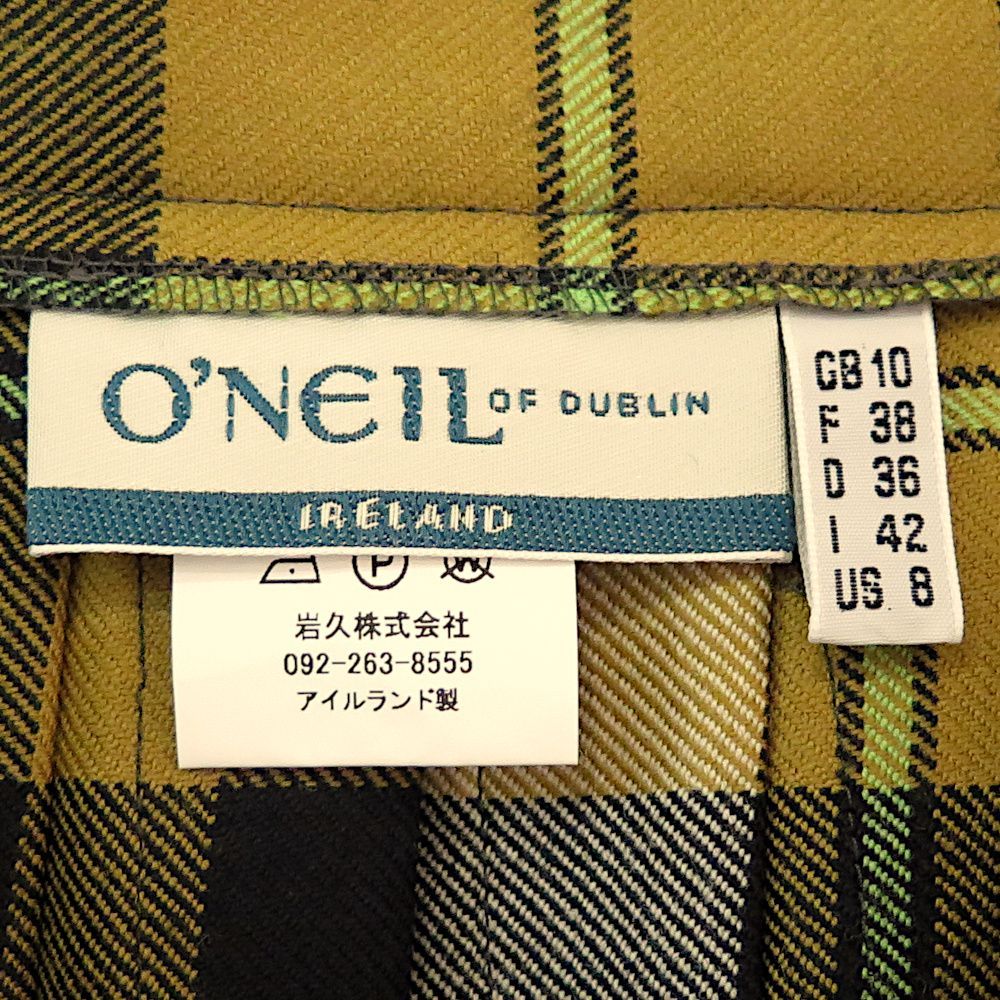 O'NEIL OF DUBLIN
IRELAND
GB 10
F 38
D 36
I 42
US 8
P W
岩久株式会社
092-263-8555
アイルランド製